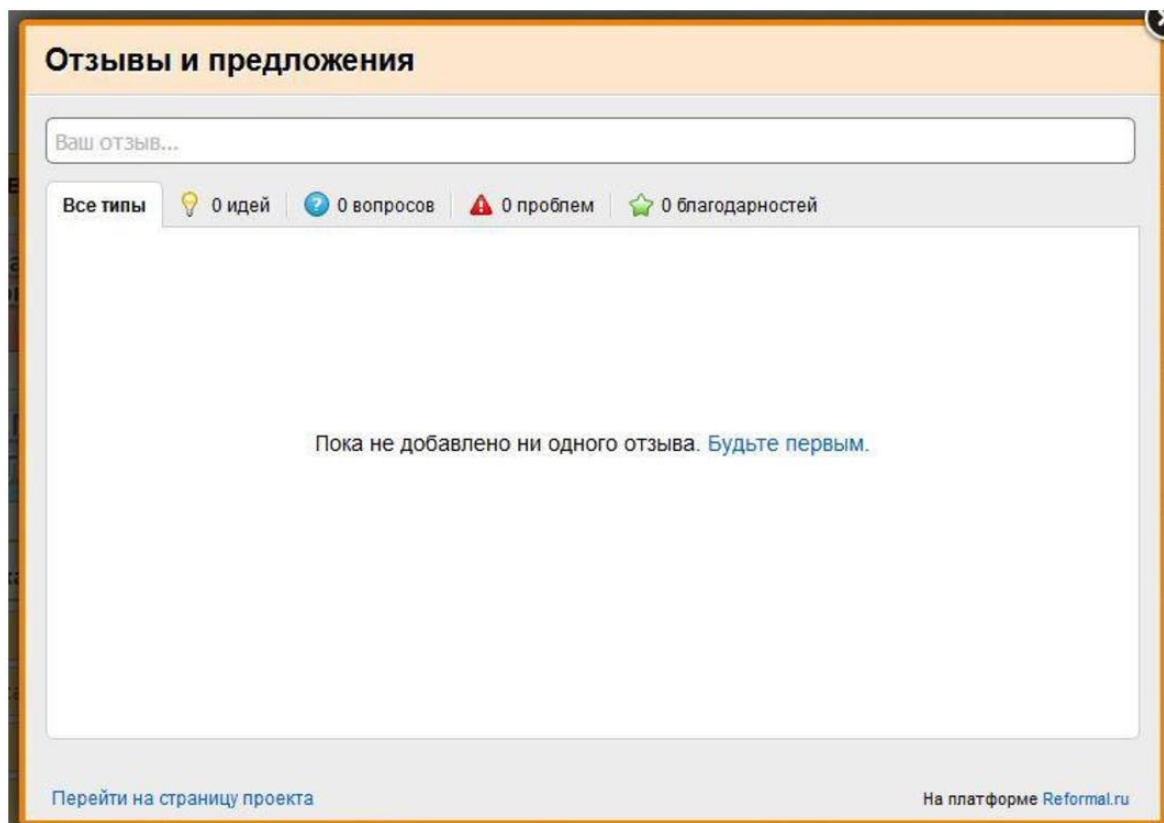 Отзывы и предложения
Ваш отзыв...
Все типы 0 идей 0 вопросов 0 проблем 0 благодарностей
Пока не добавлено ни одного отзыва. Будьте первым.
Перейти на страницу проекта На платформе Reformal.ru